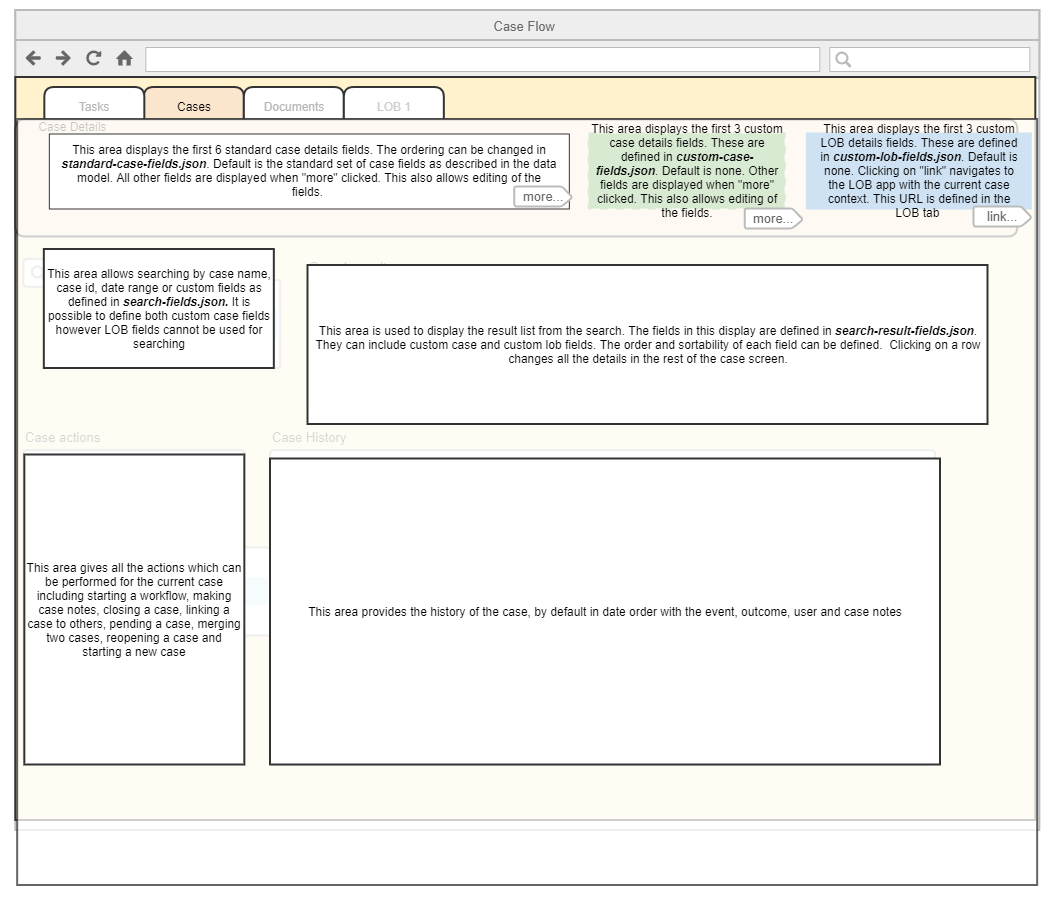 Case Flow
Tasks
Cases
Documents
LOB 1
Case Details
This area displays the first 6 standard case details fields. The ordering can be changed in
standard-case-fields.json. Default is the standard set of case fields as described in the data
model. All other fields are displayed when "more" clicked. This also allows editing of the
fields.
more...
This area displays the first 3 custom
case details fields. These are
defined in custom-case-
fields.json. Default is none. Other
fields are displayed when "more"
clicked. This also allows editing of
the fields.
more...
This area displays the first 3 custom
LOB details fields. These are defined
in custom-lob-fields.json. Default is
none. Clicking on "link" navigates to
the LOB app with the current case
context. This URL is defined in the
LOB tab
link...
This area allows searching by case name,
case id, date range or custom fields as
defined in search-fields.json. It is
possible to define both custom case fields
however LOB fields cannot be used for
searching
This area is used to display the result list from the search. The fields in this display are defined in search-result-fields.json.
They can include custom case and custom lob fields. The order and sortability of each field can be defined.  Clicking on a row
changes all the details in the rest of the case screen.
Case actions
Case History
This area gives all the actions which can
be performed for the current case
including starting a workflow, making
case notes, closing a case, linking a
case to others, pending a case, merging
two cases, reopening a case and
starting a new case
This area provides the history of the case, by default in date order with the event, outcome, user and case notes